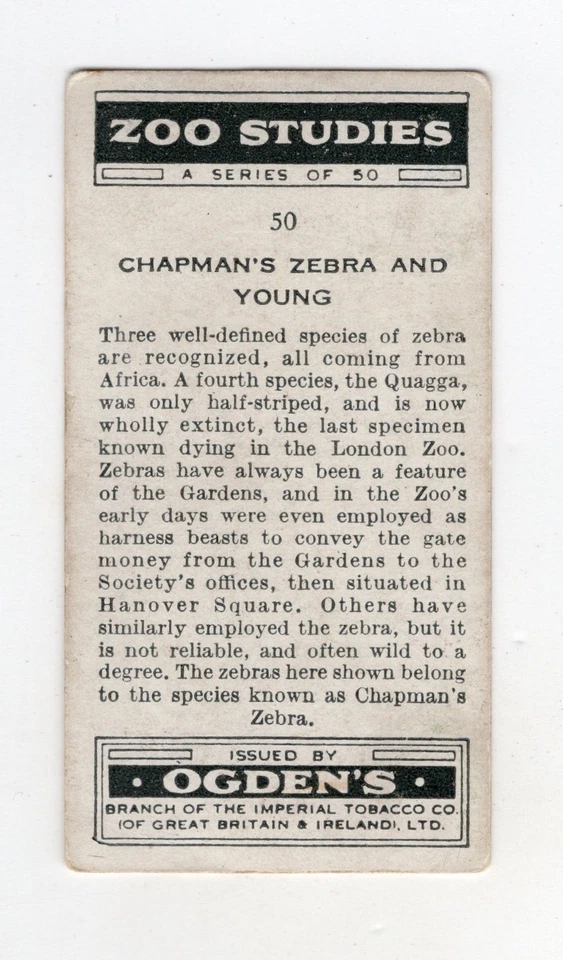 ZOO STUDIES
A SERIES OF 50
50
CHAPMAN'S ZEBRA AND
YOUNG
Three well-defined species of zebra
are recognized, all coming from
Africa. A fourth species, the Quagga,
was only half-striped, and is now
wholly extinct, the last specimen
known dying in the London Zoo.
Zebras have always been a feature
of the Gardens, and in the Zoo's
early days were even employed as
harness beasts to convey the gate
money from the Gardens to the
Society's offices, then situated in
Hanover Square. Others have
similarly employed the zebra, but it
is not reliable, and often wild to a
degree. The zebras here shown belong
to the species known as Chapman's
Zebra.
ISSUED BY
· OGDEN'S ·
BRANCH OF THE IMPERIAL TOBACCO CO.
(OF GREAT BRITAIN & IRELAND), LTD.